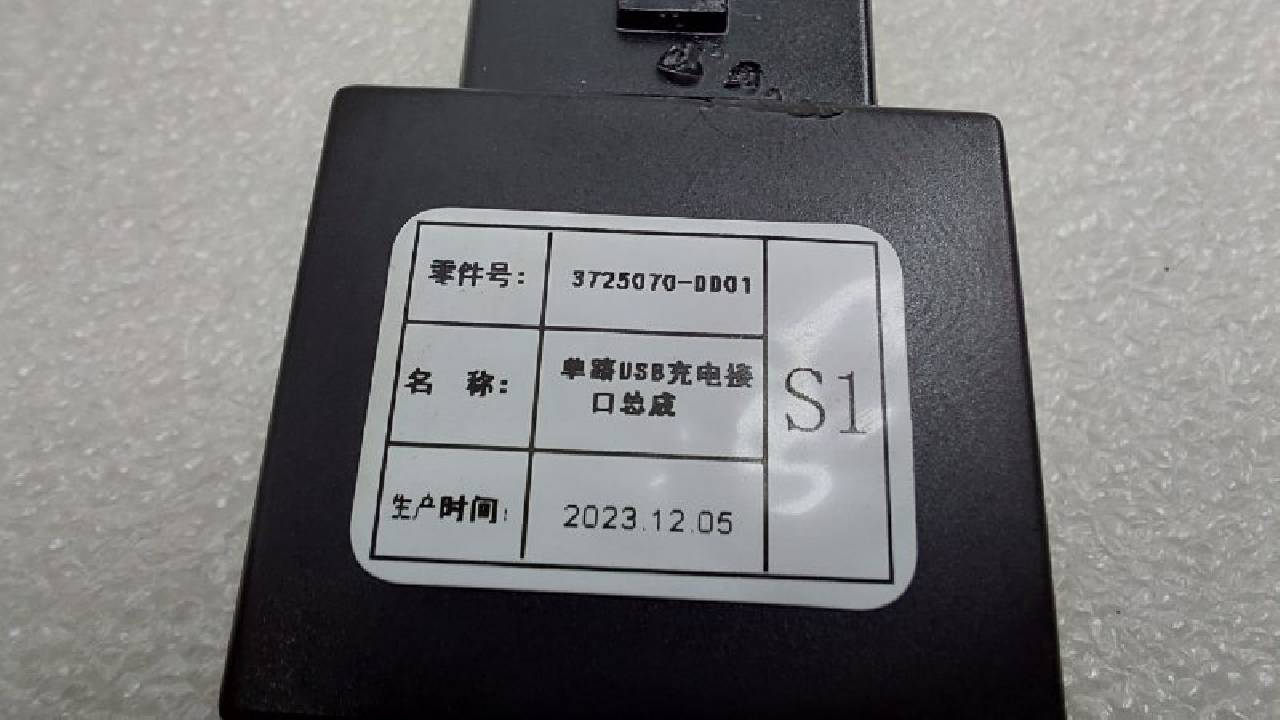 零件号: 3725070-DD01
名 称: 单路USB充电接
口总成
S1
生产时间: 2023.12.05